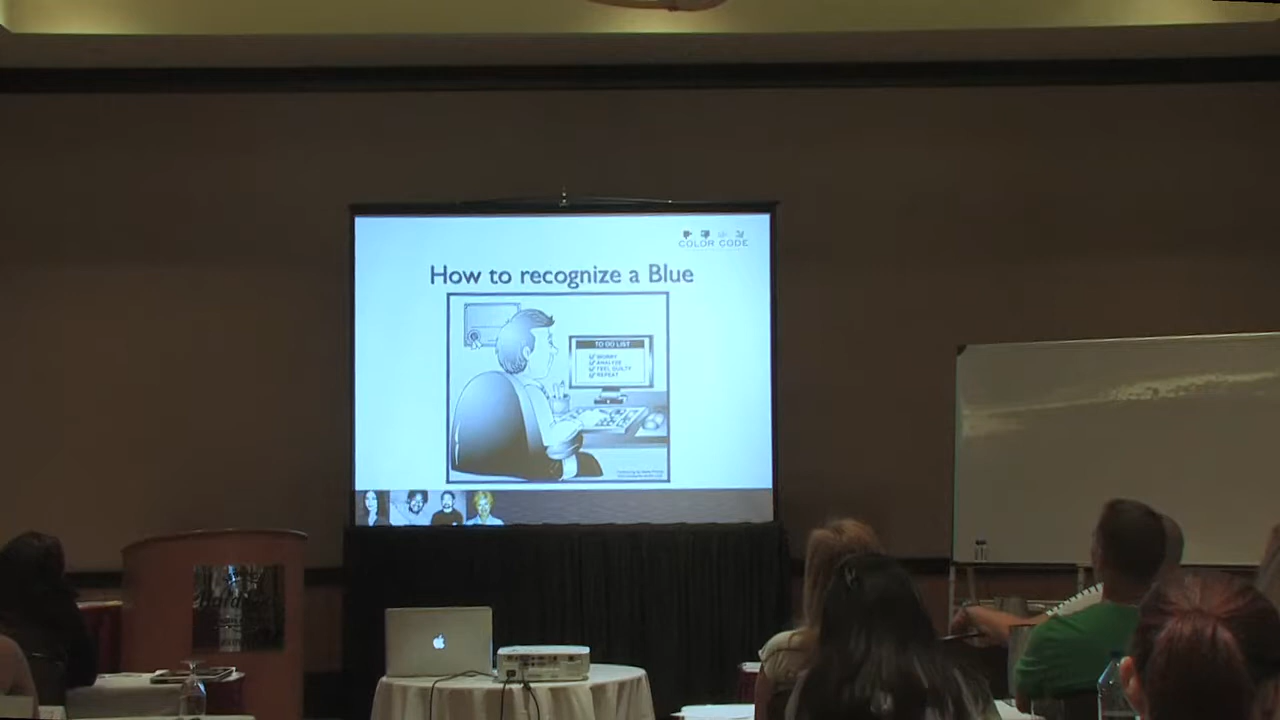 COLOR CODE
How to recognize a Blue
TO DO LIST
WORRY
ANALYZE
FEEL GUILTY
REPEAT